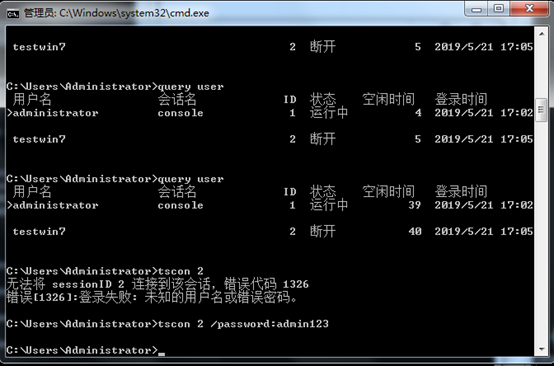 管理员: C:\Windows\system32\cmd.exe
testwin7 2 断开 5 2019/5/21 17:05
C:\Users\Administrator>query user
用户名 会话名 ID 状态 空闲时间 登录时间
>administrator console 1 运行中 4 2019/5/21 17:02
testwin7 2 断开 5 2019/5/21 17:05
C:\Users\Administrator>query user
用户名 会话名 ID 状态 空闲时间 登录时间
>administrator console 1 运行中 39 2019/5/21 17:02
testwin7 2 断开 40 2019/5/21 17:05
C:\Users\Administrator>tscon 2
无法将 sessionID 2 连接到该会话，错误代码 1326
错误[1326]:登录失败: 未知的用户名或错误密码。
C:\Users\Administrator>tscon 2 /password:admin123
C:\Users\Administrator>